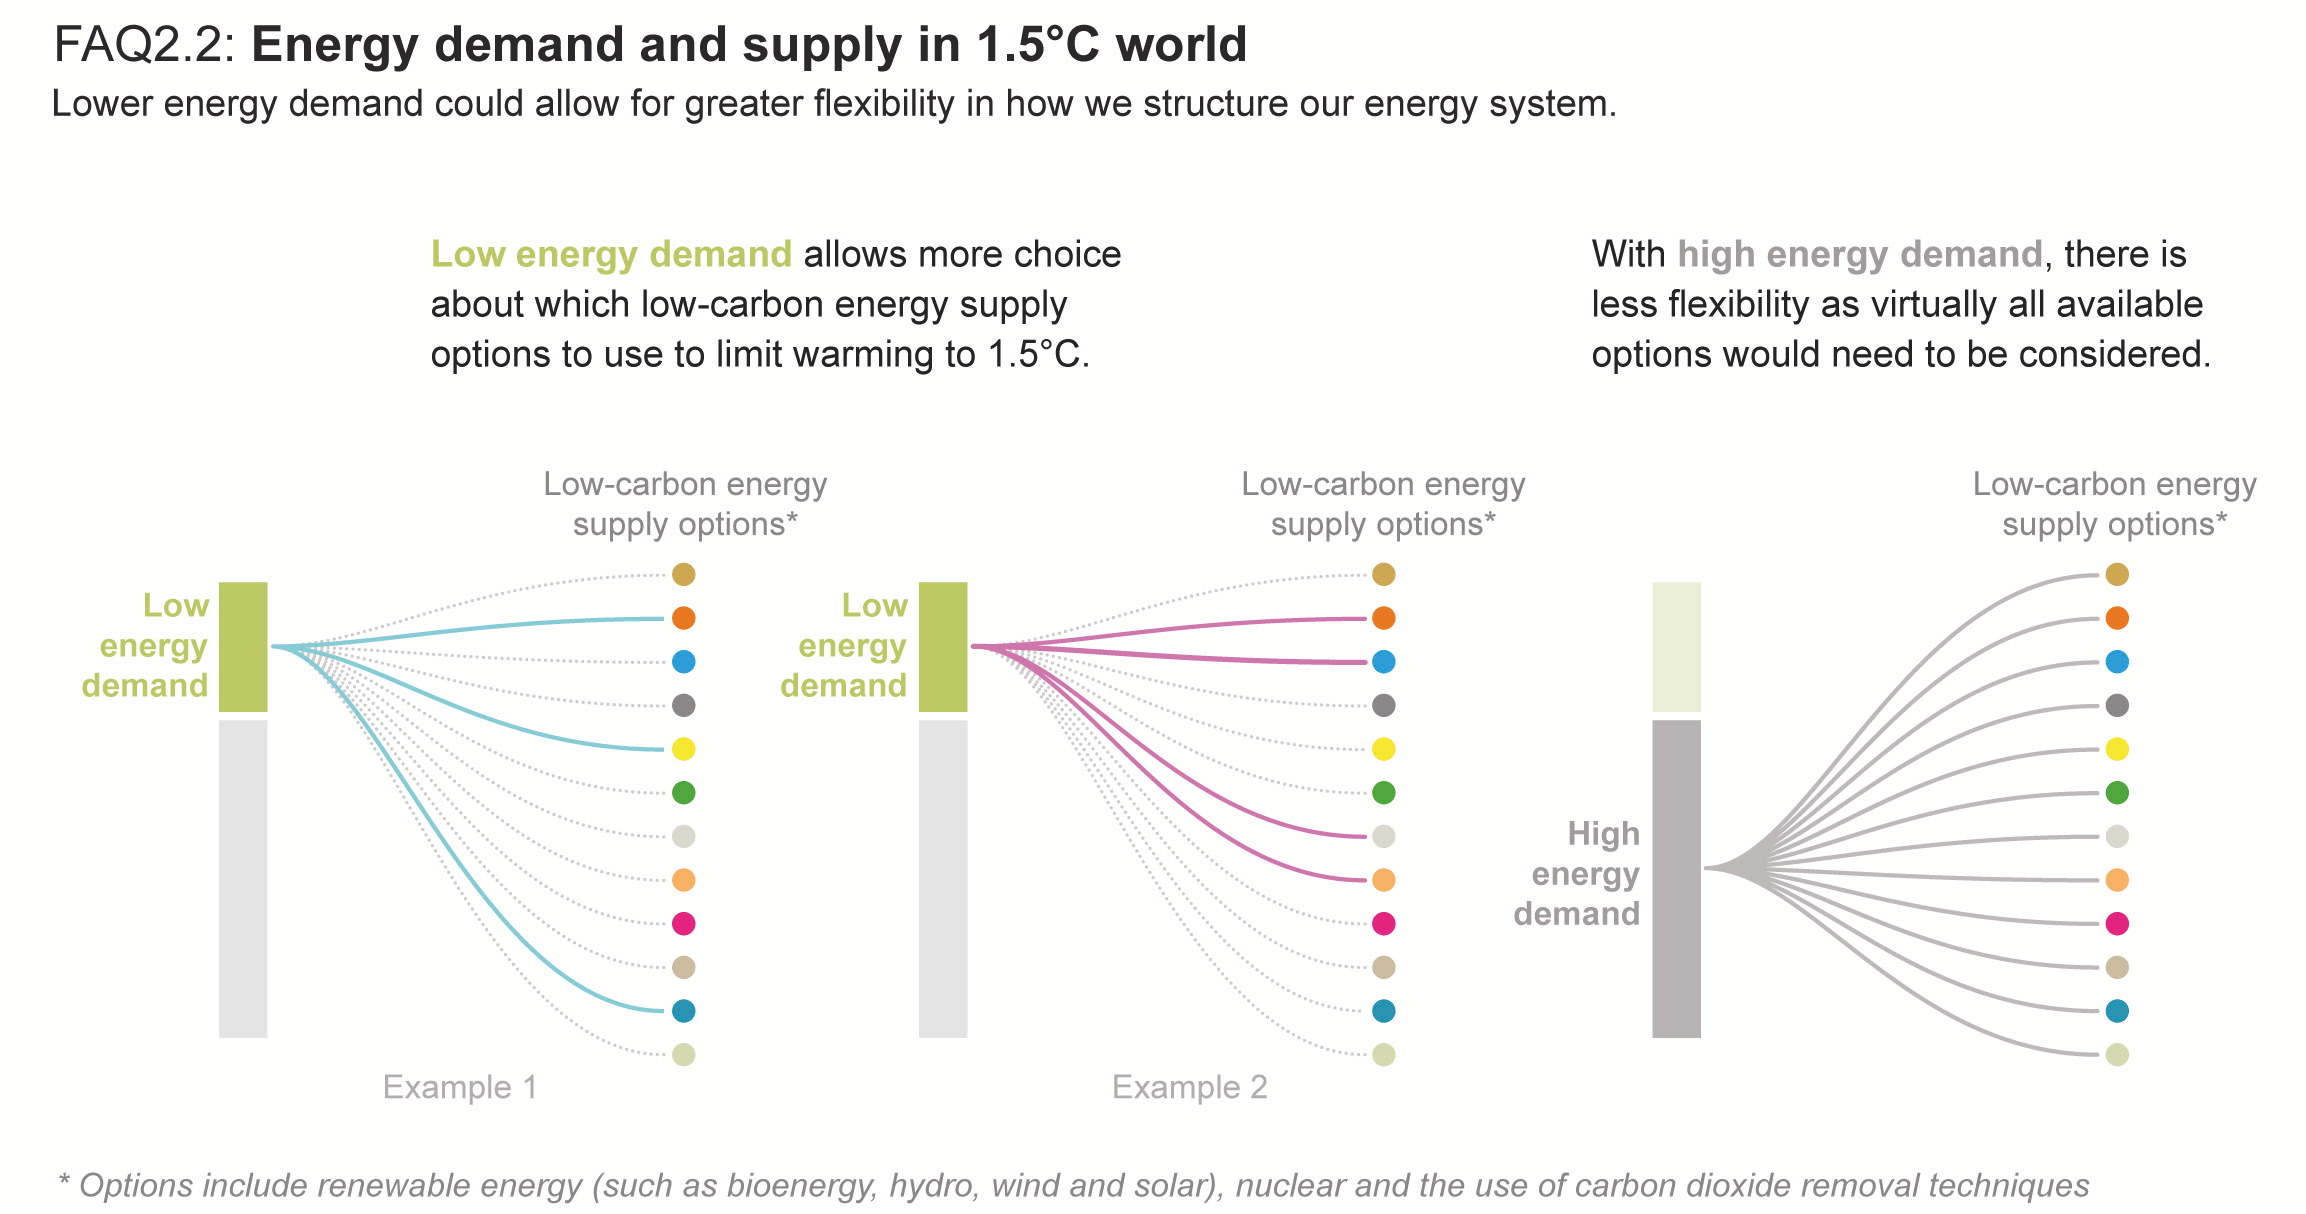 FAQ2.2: Energy demand and supply in 1.5°C world
Lower energy demand could allow for greater flexibility in how we structure our energy system.
Low energy demand allows more choice
about which low-carbon energy supply
options to use to limit warming to 1.5°C.
With high energy demand, there is
less flexibility as virtually all available
options would need to be considered.
Low-carbon energy
supply options*
Low
energy
demand
Example 1
Low-carbon energy
supply options*
Low
energy
demand
Example 2
Low-carbon energy
supply options*
High
energy
demand
* Options include renewable energy (such as bioenergy, hydro, wind and solar), nuclear and the use of carbon dioxide removal techniques